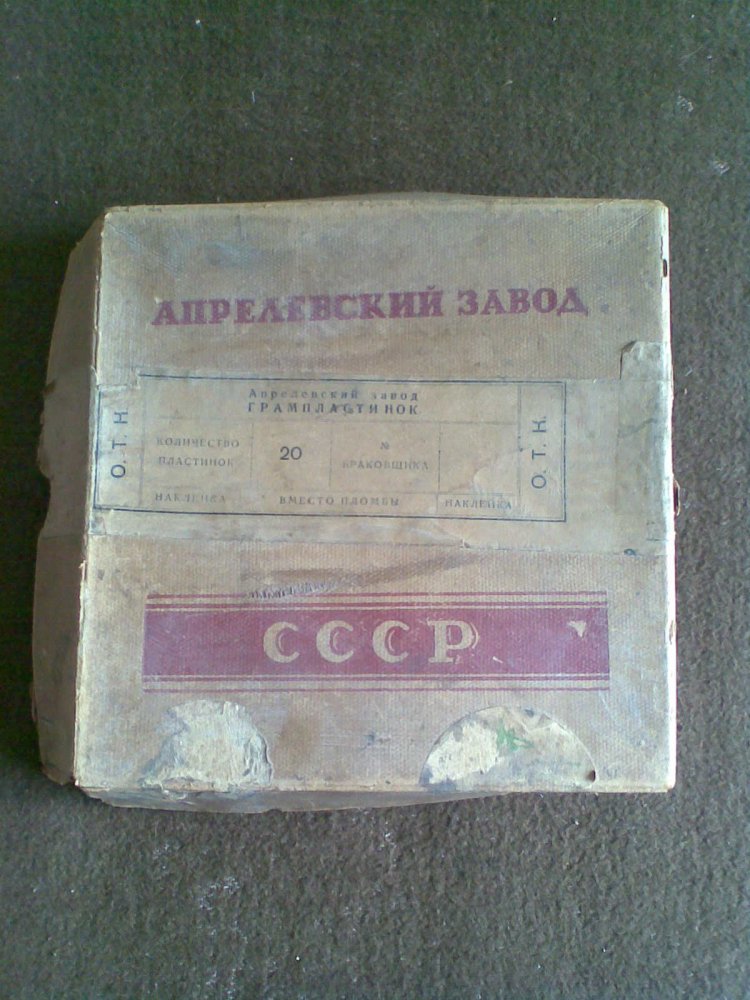 АПРЕЛЕВСКИЙ ЗАВОД
О. Т. К.
Апрелевский завод
ГРАМПЛАСТИНОК
КОЛИЧЕСТВО
ПЛАСТИНОК
20
№
БРАКОВЩИКА
НАКЛЕЙКА
ВМЕСТО ПЛОМБЫ
НАКЛЕЙКА
О. Т. К.
СССР